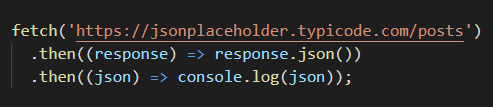 fetch('https://jsonplaceholder.typicode.com/posts')
  .then((response) => response.json())
  .then((json) => console.log(json));